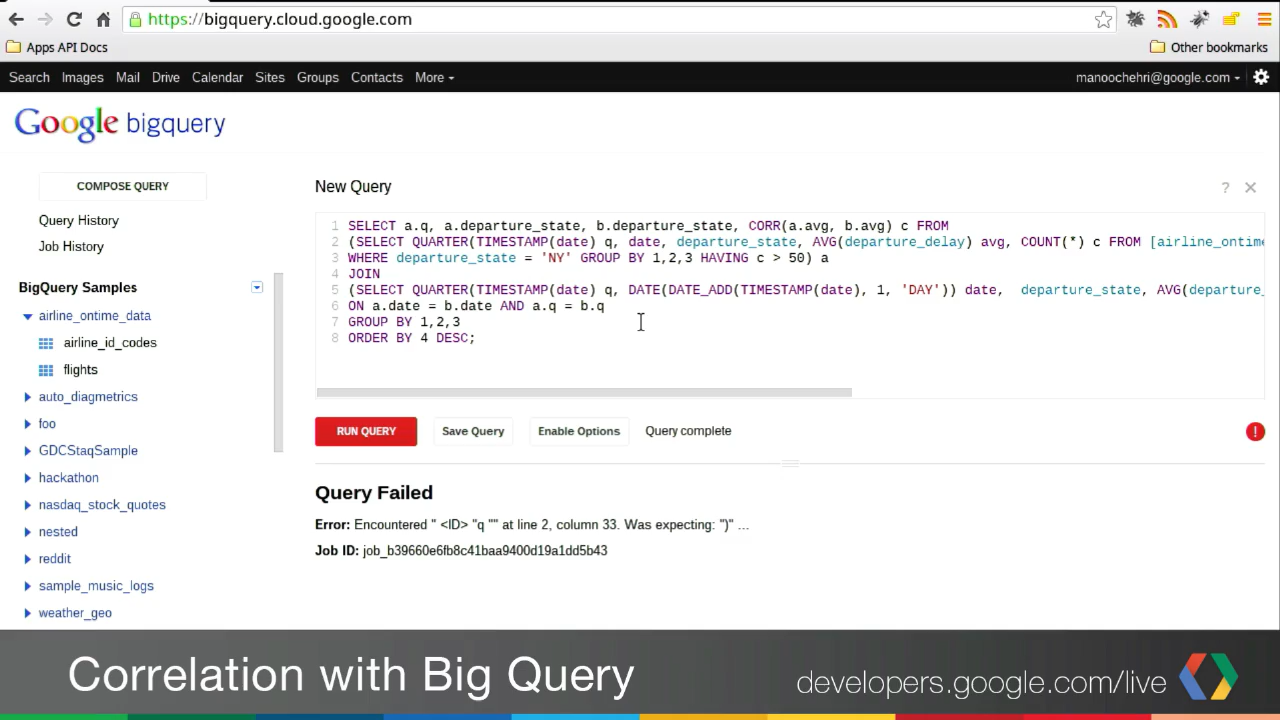 https://bigquery.cloud.google.com
Apps API Docs
Other bookmarks
Search Images Mail Drive Calendar Sites Groups Contacts More
manoochehri@google.com
Google bigquery
COMPOSE QUERY
Query History
Job History
BigQuery Samples
airline_ontime_data
airline_id_codes
flights
auto_diagmetrics
foo
GDCStaqSample
hackathon
nasdaq_stock_quotes
nested
reddit
sample_music_logs
weather_geo
New Query
?
1 SELECT a.q, a.departure_state, b.departure_state, CORR(a.avg, b.avg) c FROM
2 (SELECT QUARTER(TIMESTAMP(date) q, date, departure_state, AVG(departure_delay) avg, COUNT(*) c FROM [airline_ontime
3 WHERE departure_state = 'NY' GROUP BY 1,2,3 HAVING c > 50) a
4 JOIN
5 (SELECT QUARTER(TIMESTAMP(date) q, DATE(DATE_ADD(TIMESTAMP(date), 1, 'DAY')) date, departure_state, AVG(departure_
6 ON a.date = b.date AND a.q = b.q
7 GROUP BY 1,2,3
8 ORDER BY 4 DESC;
RUN QUERY Save Query Enable Options Query complete !
Query Failed
Error: Encountered " <ID> "q "" at line 2, column 33. Was expecting: ")" ...
Job ID: job_b39660e6fb8c41baa9400d19a1dd5b43
Correlation with Big Query
developers.google.com/live